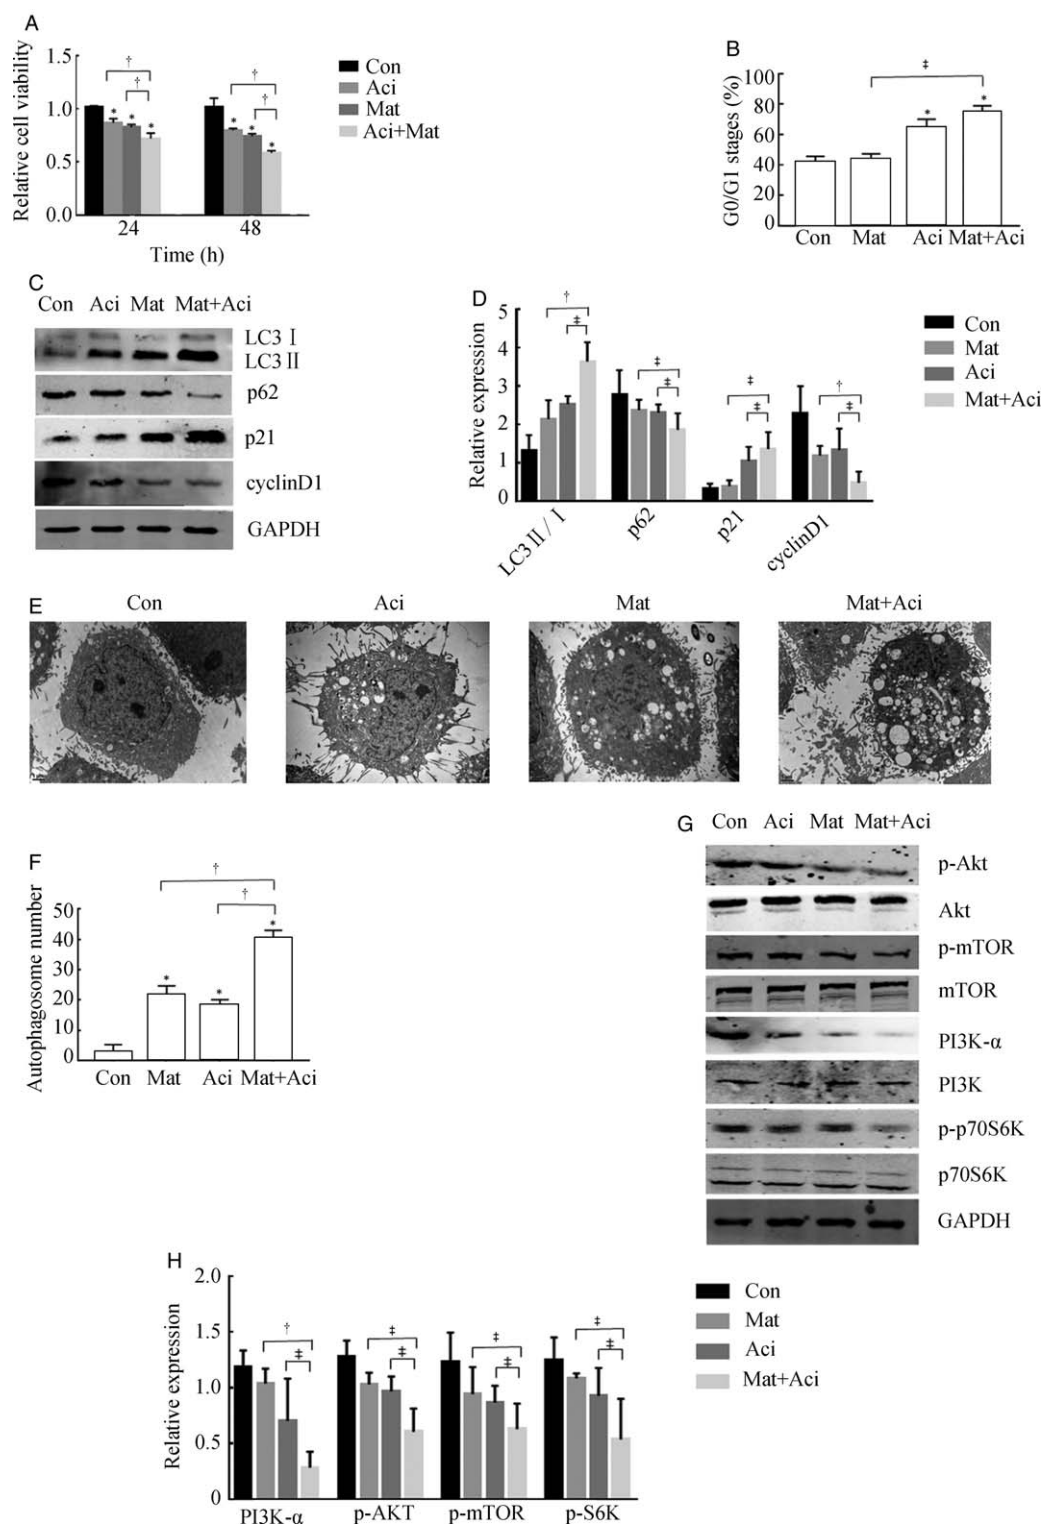 A
1.5
1.0
0.5
0.0
Relative cell viability
† † † †
* * * * * *
24 48
Time (h)
Con
Aci
Mat
Aci+Mat
B
100
80
60
40
20
0
G0/G1 stages (%)
‡
* *
Con Mat Aci Mat+Aci
C
Con Aci Mat Mat+Aci
LC3 Ⅰ
LC3 Ⅱ
p62
p21
cyclinD1
GAPDH
D
5
4
3
2
1
0
Relative expression
† ‡ ‡ ‡ ‡ ‡ † ‡
LC3 Ⅱ / Ⅰ p62 p21 cyclinD1
Con
Mat
Aci
Mat+Aci
E
Con Aci Mat Mat+Aci
F
50
40
30
20
10
0
Autophagosome number
†
†
* * *
Con Mat Aci Mat+Aci
G
Con Aci Mat Mat+Aci
p-Akt
Akt
p-mTOR
mTOR
PI3K-α
PI3K
p-p70S6K
p70S6K
GAPDH
H
2.0
1.5
1.0
0.5
0
Relative expression
† ‡ ‡ ‡ ‡ ‡ ‡ ‡
PI3K-α p-AKT p-mTOR p-S6K
Con
Mat
Aci
Mat+Aci